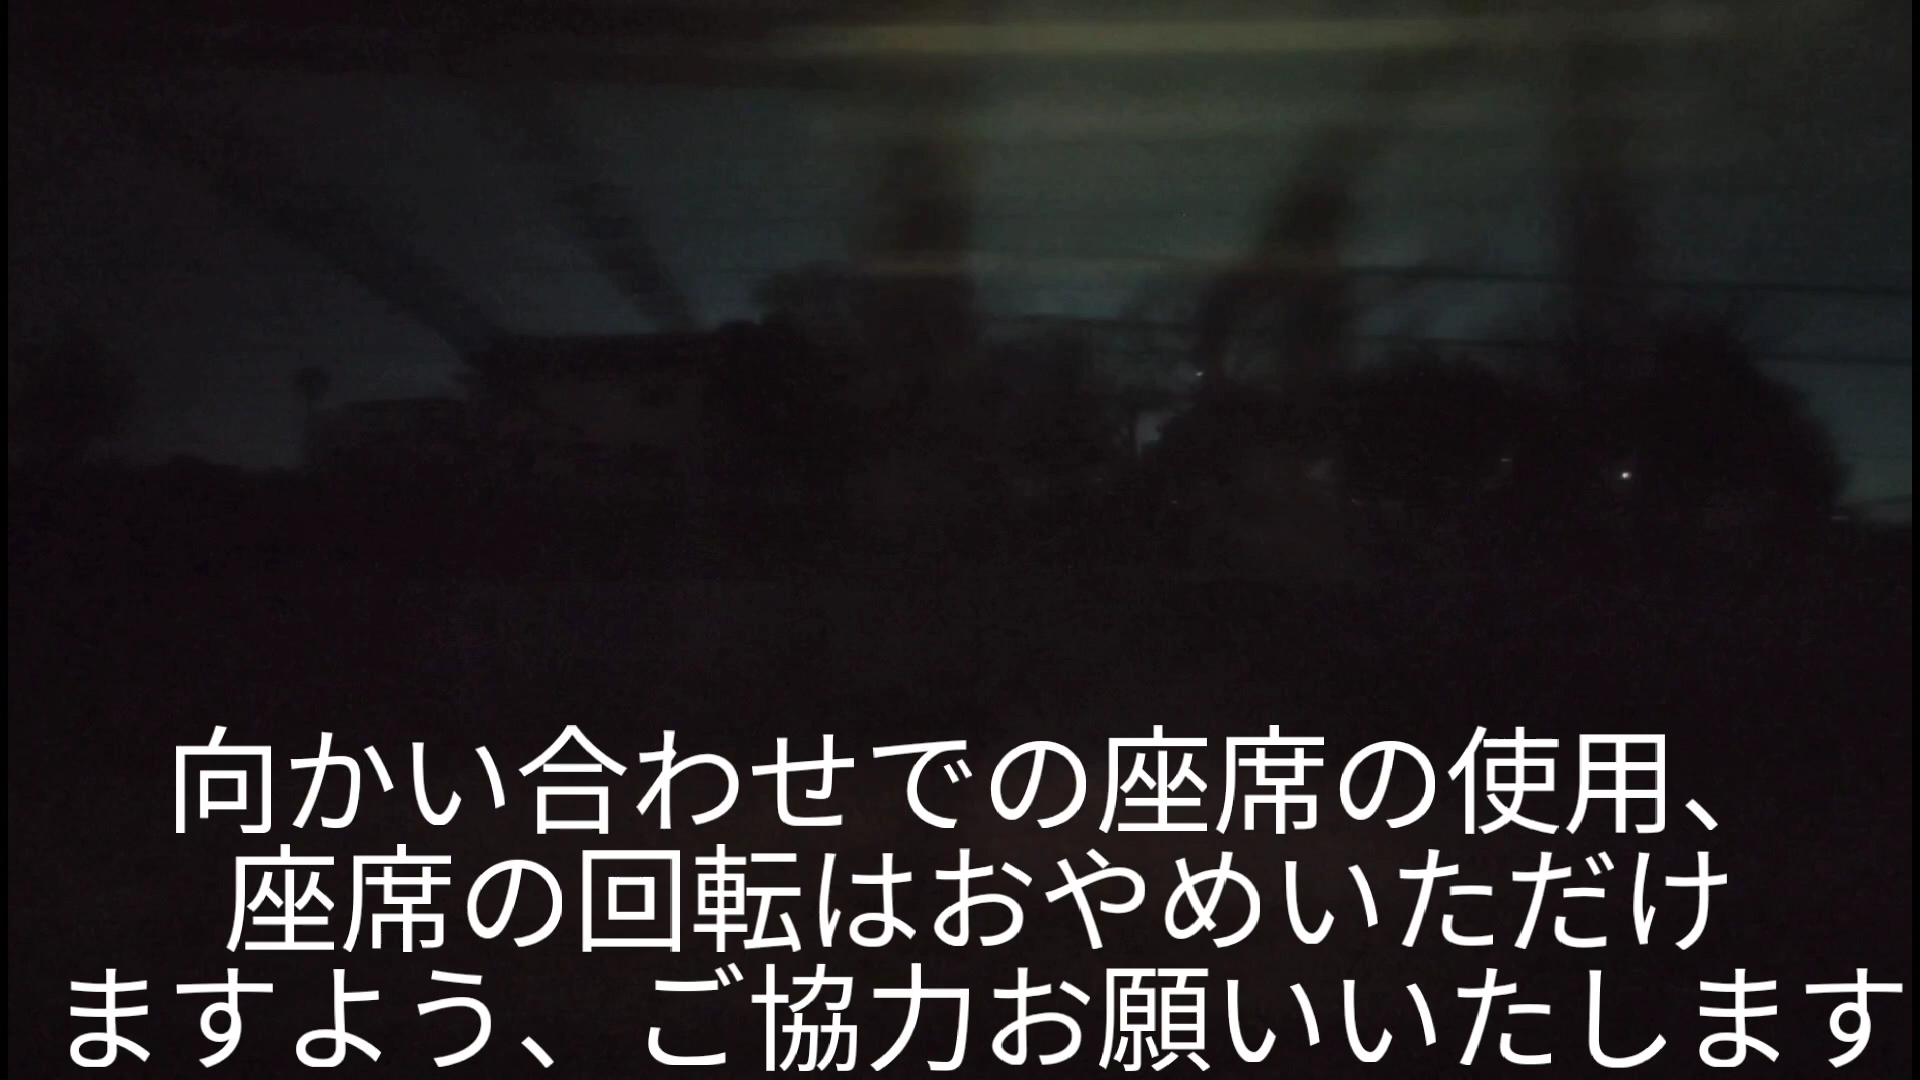 向かい合わせでの座席の使用、
座席の回転はおやめいただけ
ますよう、ご協力お願いいたします